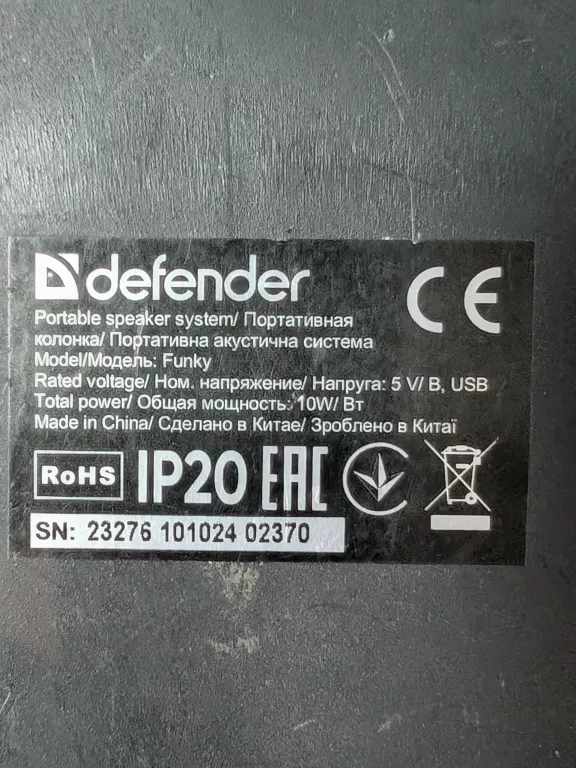 defender
CE
Portable speaker system/ Портативная
колонка/ Портативна акустична система
Model/Модель: Funky
Rated voltage/ Ном. напряжение/ Напруга: 5 V/ В, USB
Total power/ Общая мощность: 10W/ Вт
Made in China/ Сделано в Китае/ Зроблено в Китаї
RoHS IP20 EAC
SN: 23276 101024 02370